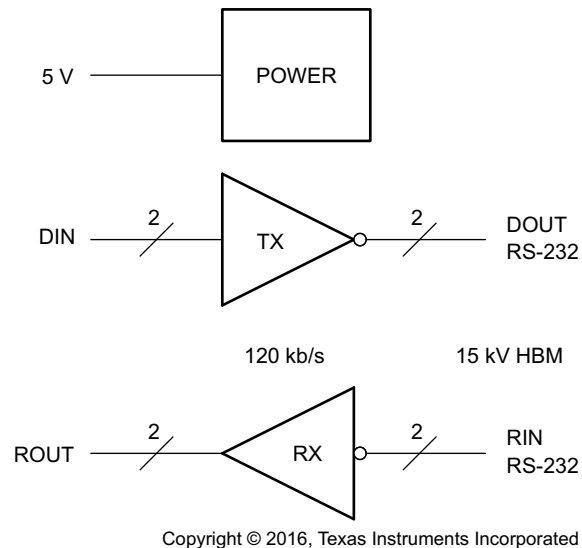 5 V
POWER
2
2
DIN
TX
DOUT
RS-232
120 kb/s
15 kV HBM
2
2
ROUT
RX
RIN
RS-232
Copyright © 2016, Texas Instruments Incorporated